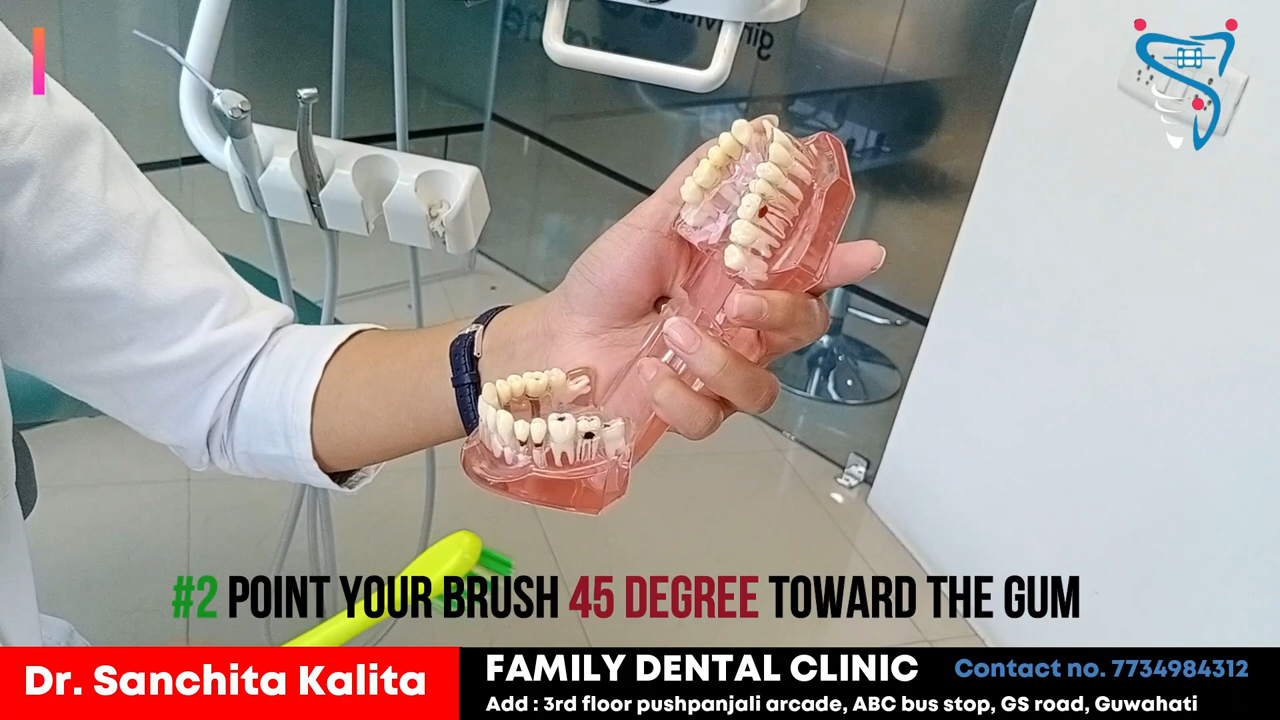 #2 POINT YOUR BRUSH 45 DEGREE TOWARD THE GUM
Dr. Sanchita Kalita
FAMILY DENTAL CLINIC
Contact no. 7734984312
Add : 3rd floor pushpanjali arcade, ABC bus stop, GS road, Guwahati